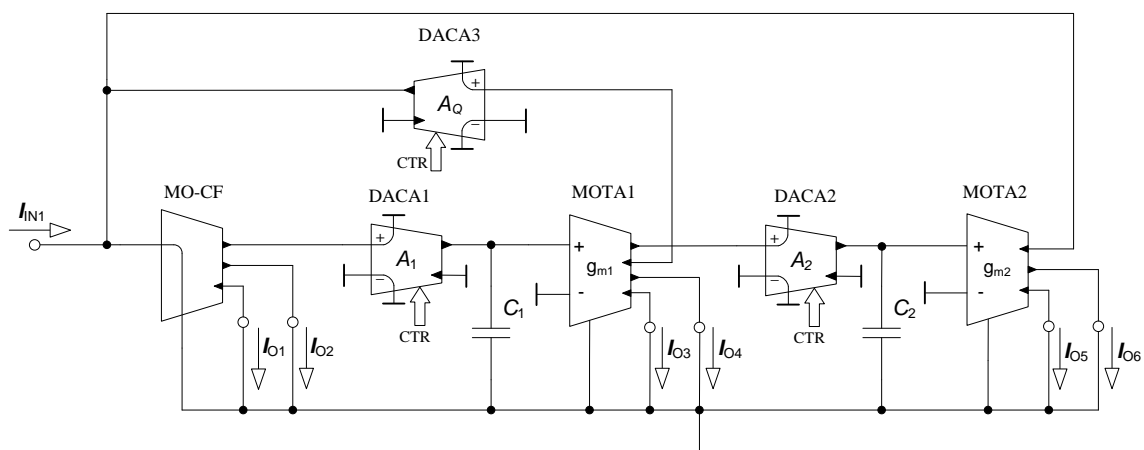 DACA3
+
A_Q
−
CTR
MO-CF
DACA1
MOTA1
DACA2
MOTA2
I_IN1
+
A_1
−
+
g_m1
-
+
A_2
−
+
g_m2
-
CTR
C_1
CTR
C_2
I_O1
I_O2
I_O3
I_O4
I_O5
I_O6